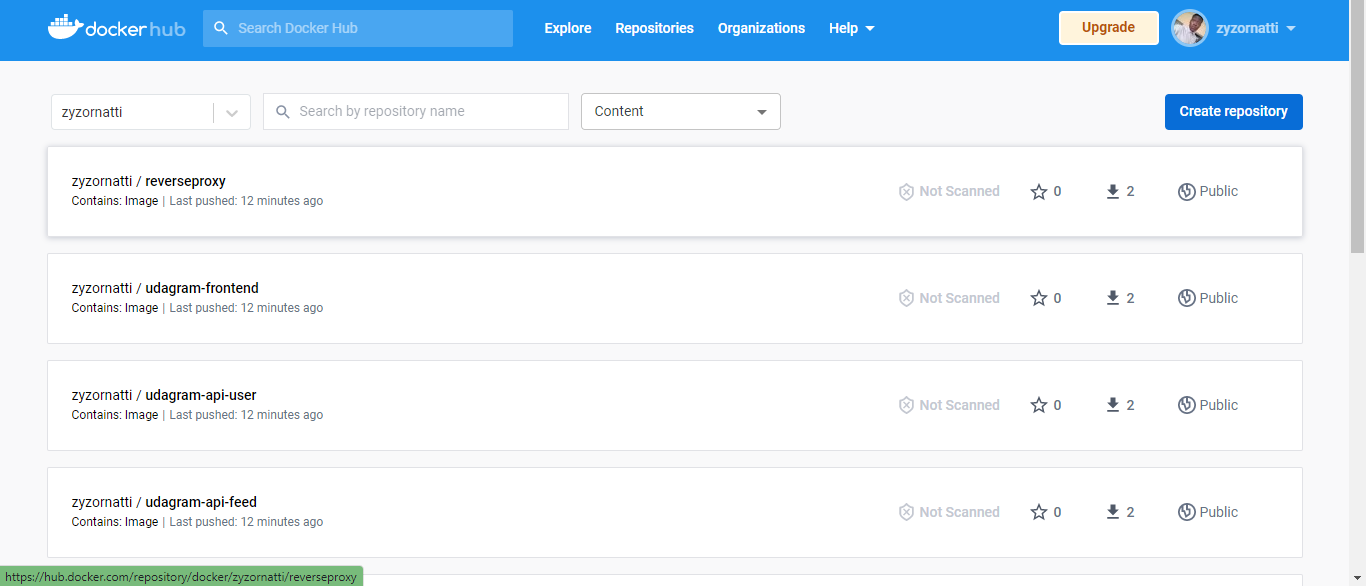 docker hub Search Docker Hub Explore Repositories Organizations Help Upgrade zyzornatti
zyzornatti Search by repository name Content Create repository
zyzornatti / reverseproxy
Contains: Image | Last pushed: 12 minutes ago Not Scanned 0 2 Public
zyzornatti / udagram-frontend
Contains: Image | Last pushed: 12 minutes ago Not Scanned 0 2 Public
zyzornatti / udagram-api-user
Contains: Image | Last pushed: 12 minutes ago Not Scanned 0 2 Public
zyzornatti / udagram-api-feed
Contains: Image | Last pushed: 12 minutes ago Not Scanned 0 2 Public
https://hub.docker.com/repository/docker/zyzornatti/reverseproxy